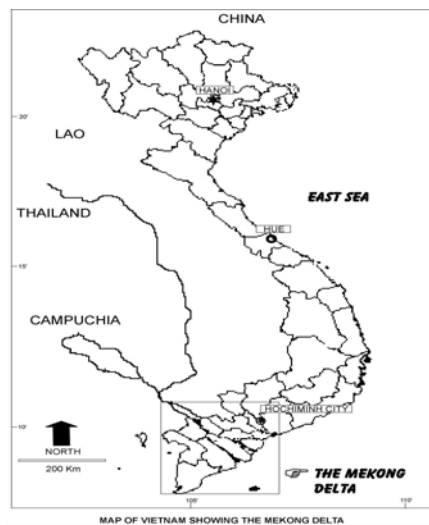 CHINA
HANOI
20'
LAO
EAST SEA
THAILAND
HUE
15'
CAMPUCHIA
HOCHIMINH CITY
10'
NORTH
200 Km
THE MEKONG
DELTA
105'
110'
MAP OF VIETNAM SHOWING THE MEKONG DELTA